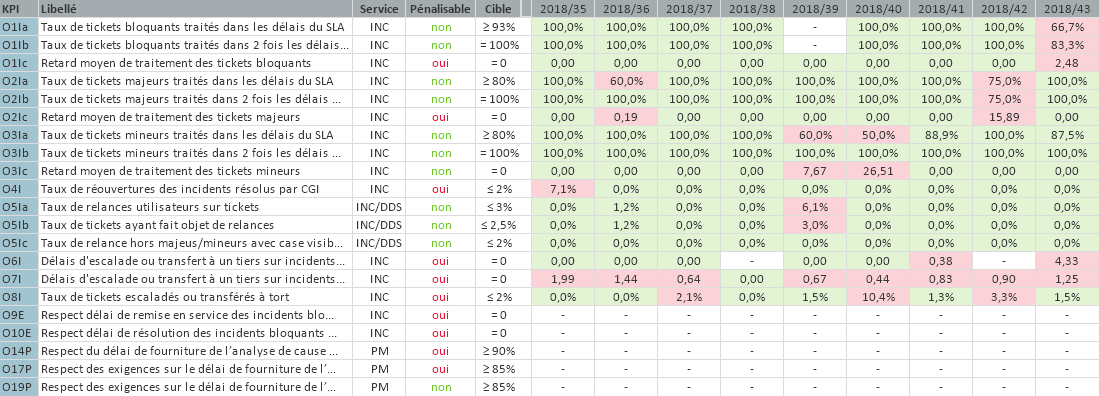 KPI Libellé Service Pénalisable Cible 2018/35 2018/36 2018/37 2018/38 2018/39 2018/40 2018/41 2018/42 2018/43
O1Ia Taux de tickets bloquants traités dans les délais du SLA INC non ≥ 93% 100,0% 100,0% 100,0% 100,0% - 100,0% 100,0% 100,0% 66,7%
O1Ib Taux de tickets bloquants traités dans 2 fois les délais... INC non = 100% 100,0% 100,0% 100,0% 100,0% - 100,0% 100,0% 100,0% 83,3%
O1Ic Retard moyen de traitement des tickets bloquants INC oui = 0 0,00 0,00 0,00 0,00 0,00 0,00 0,00 0,00 2,48
O2Ia Taux de tickets majeurs traités dans les délais du SLA INC non ≥ 80% 100,0% 60,0% 100,0% 100,0% 100,0% 100,0% 100,0% 75,0% 100,0%
O2Ib Taux de tickets majeurs traités dans 2 fois les délais ... INC non = 100% 100,0% 100,0% 100,0% 100,0% 100,0% 100,0% 100,0% 75,0% 100,0%
O2Ic Retard moyen de traitement des tickets majeurs INC oui = 0 0,00 0,19 0,00 0,00 0,00 0,00 0,00 15,89 0,00
O3Ia Taux de tickets mineurs traités dans les délais du SLA INC non ≥ 80% 100,0% 100,0% 100,0% 100,0% 60,0% 50,0% 88,9% 100,0% 87,5%
O3Ib Taux de tickets mineurs traités dans 2 fois les délais ... INC non = 100% 100,0% 100,0% 100,0% 100,0% 100,0% 100,0% 100,0% 100,0% 100,0%
O3Ic Retard moyen de traitement des tickets mineurs INC non = 0 0,00 0,00 0,00 0,00 7,67 26,51 0,00 0,00 0,00
O4I Taux de réouvertures des incidents résolus par CGI INC oui ≤ 2% 7,1% 0,0% 0,0% 0,0% 0,0% 0,0% 0,0% 0,0% 0,0%
O5Ia Taux de relances utilisateurs sur tickets INC/DDS non ≤ 3% 0,0% 1,2% 0,0% 0,0% 6,1% 0,0% 0,0% 0,0% 0,0%
O5Ib Taux de tickets ayant fait objet de relances INC/DDS non ≤ 2,5% 0,0% 1,2% 0,0% 0,0% 3,0% 0,0% 0,0% 0,0% 0,0%
O5Ic Taux de relance hors majeus/mineurs avec case visib... INC/DDS non ≤ 2% 0,0% 0,0% 0,0% 0,0% 0,0% 0,0% 0,0% 0,0% 0,0%
O6I Délais d'escalade ou transfert à un tiers sur incidents... INC oui = 0 0,00 0,00 0,00 - 0,00 0,00 0,38 - 4,33
O7I Délais d'escalade ou transfert à un tiers sur incidents... INC oui = 0 1,99 1,44 0,64 0,00 0,67 0,44 0,83 0,90 1,25
O8I Taux de tickets escaladés ou transférés à tort INC oui ≤ 2% 0,0% 0,0% 2,1% 0,0% 1,5% 10,4% 1,3% 3,3% 1,5%
O9E Respect délai de remise en service des incidents blo... INC oui = 0 - - - - - - - - -
O10E Respect délai de résolution des incidents bloquants ... INC oui = 0 - - - - - - - - -
O14P Respect du délai de fourniture de l'analyse de cause ... PM oui ≥ 90% - - - - - - - - -
O17P Respect des exigences sur le délai de fourniture de l'... PM oui ≥ 85% - - - - - - - - -
O19P Respect des exigences sur le délai de fourniture de l'... PM non ≥ 85% - - - - - - - - -